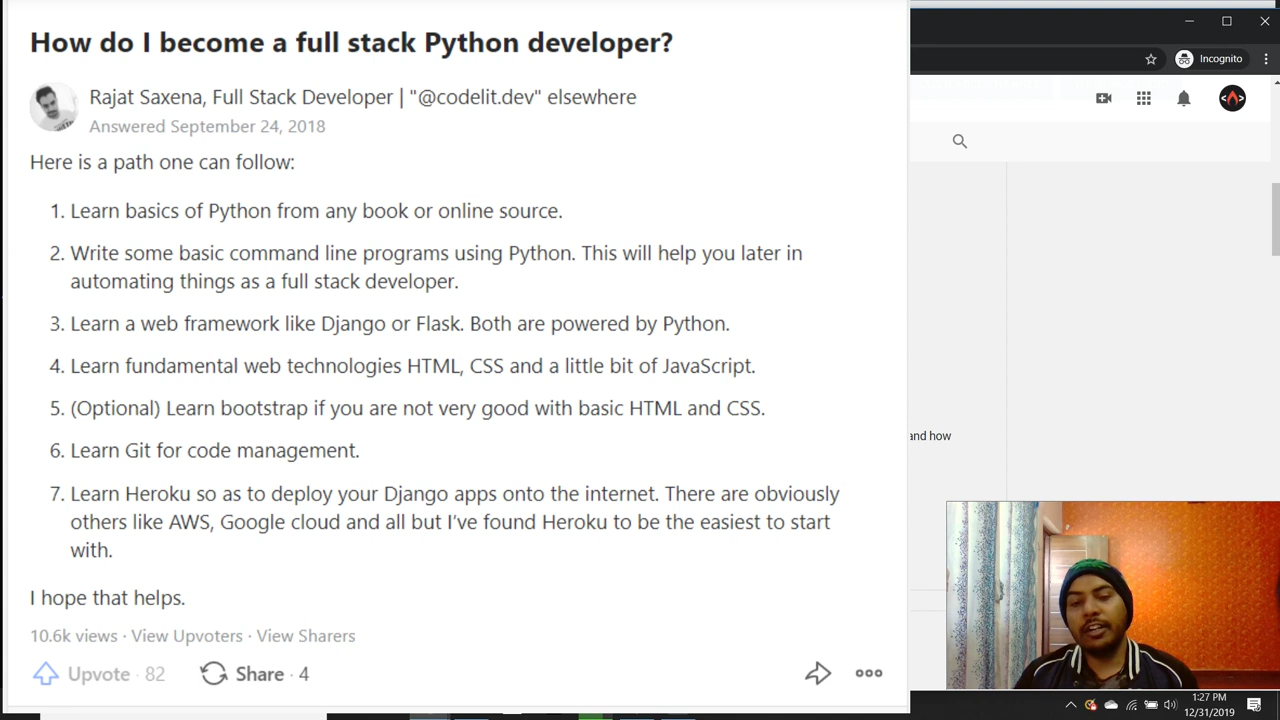 How do I become a full stack Python developer?
Rajat Saxena, Full Stack Developer | "@codelit.dev" elsewhere
Answered September 24, 2018
Here is a path one can follow:
1. Learn basics of Python from any book or online source.
2. Write some basic command line programs using Python. This will help you later in
automating things as a full stack developer.
3. Learn a web framework like Django or Flask. Both are powered by Python.
4. Learn fundamental web technologies HTML, CSS and a little bit of JavaScript.
5. (Optional) Learn bootstrap if you are not very good with basic HTML and CSS.
6. Learn Git for code management.
7. Learn Heroku so as to deploy your Django apps onto the internet. There are obviously
others like AWS, Google cloud and all but I've found Heroku to be the easiest to start
with.
I hope that helps.
10.6k views · View Upvoters · View Sharers
Upvote · 82 Share · 4
Incognito
and how
1:27 PM
12/31/2019